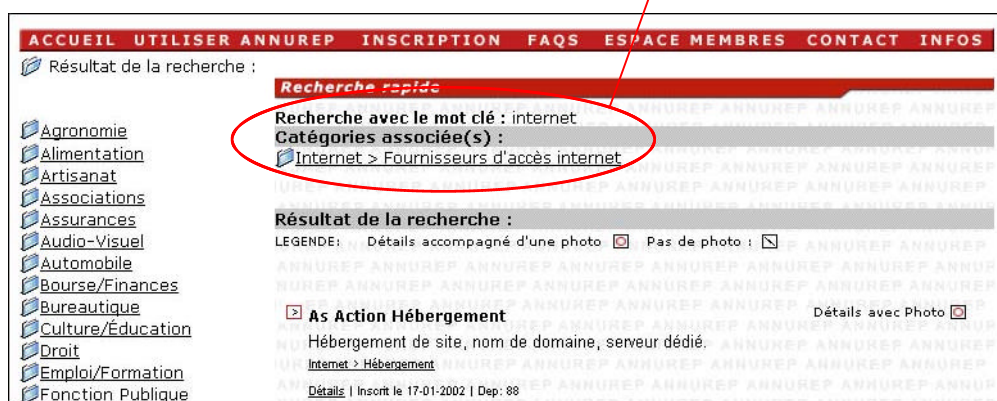 ACCUEIL UTILISER ANNUREP INSCRIPTION FAQS ESPACE MEMBRES CONTACT INFOS
Résultat de la recherche :
Recherche rapide
Recherche avec le mot clé : internet
Catégories associée(s) :
Internet > Fournisseurs d'accès internet
Agronomie
Alimentation
Artisanat
Associations
Assurances
Audio-Visuel
Automobile
Bourse/Finances
Bureautique
Culture/Éducation
Droit
Emploi/Formation
Fonction Publique
Résultat de la recherche :
LEGENDE: Détails accompagné d'une photo Pas de photo :
As Action Hébergement Détails avec Photo
Hébergement de site, nom de domaine, serveur dédié.
Internet > Hébergement
Détails | Inscrit le 17-01-2002 | Dep: 88